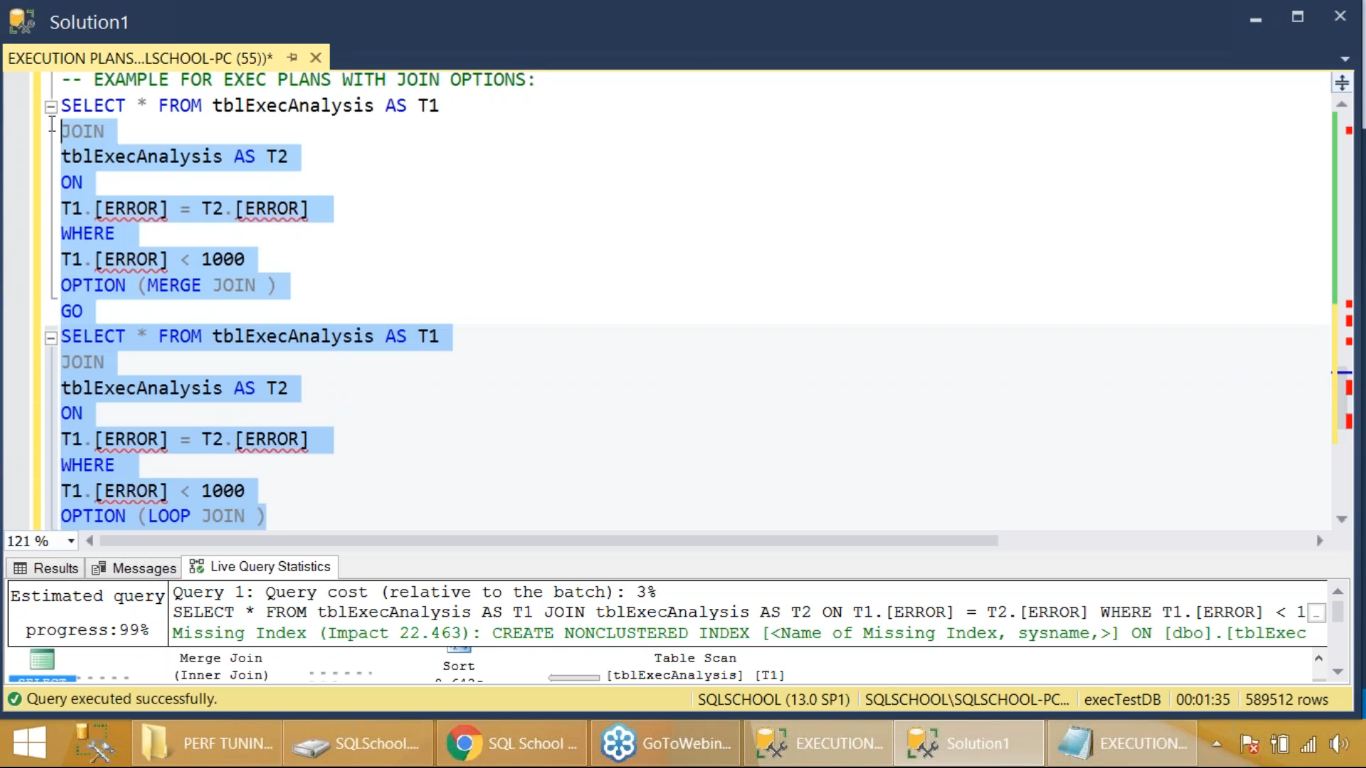 Solution1
EXECUTION PLANS...LSCHOOL-PC (55))*
-- EXAMPLE FOR EXEC PLANS WITH JOIN OPTIONS:
SELECT * FROM tblExecAnalysis AS T1
JOIN
tblExecAnalysis AS T2
ON
T1.[ERROR] = T2.[ERROR]
WHERE
T1.[ERROR] < 1000
OPTION (MERGE JOIN )
GO
SELECT * FROM tblExecAnalysis AS T1
JOIN
tblExecAnalysis AS T2
ON
T1.[ERROR] = T2.[ERROR]
WHERE
T1.[ERROR] < 1000
OPTION (LOOP JOIN )
121 %
Results Messages Live Query Statistics
Estimated query
progress:99%
Query 1: Query cost (relative to the batch): 3%
SELECT * FROM tblExecAnalysis AS T1 JOIN tblExecAnalysis AS T2 ON T1.[ERROR] = T2.[ERROR] WHERE T1.[ERROR] < 1
Missing Index (Impact 22.463): CREATE NONCLUSTERED INDEX [<Name of Missing Index, sysname,>] ON [dbo].[tblExec
Merge Join
(Inner Join)
Sort
Table Scan
[tblExecAnalysis] [T1]
Query executed successfully. SQLSCHOOL (13.0 SP1) SQLSCHOOL\SQLSCHOOL-PC... execTestDB 00:01:35 589512 rows
PERF TUNIN... SQLSchool.... SQL School ... GoToWebin... EXECUTION... Solution1 EXECUTION...